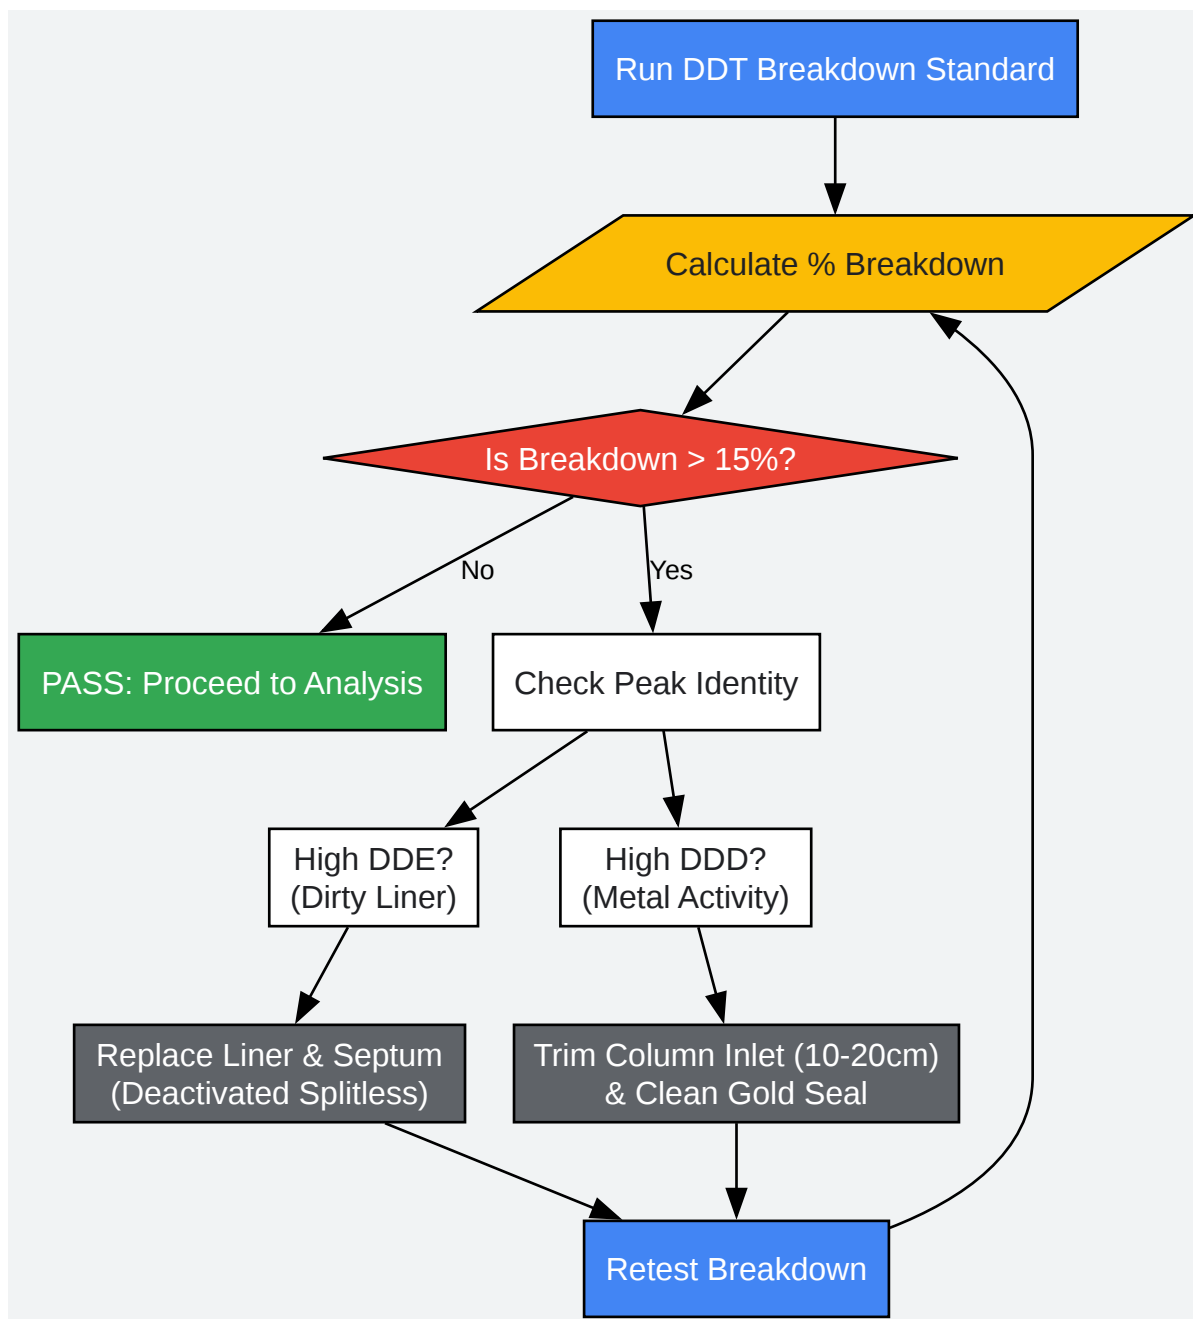 Run DDT Breakdown Standard
Calculate % Breakdown
Is Breakdown > 15%?
No
Yes
PASS: Proceed to Analysis
Check Peak Identity
High DDE?
(Dirty Liner)
High DDD?
(Metal Activity)
Replace Liner & Septum
(Deactivated Splitless)
Trim Column Inlet (10-20cm)
& Clean Gold Seal
Retest Breakdown